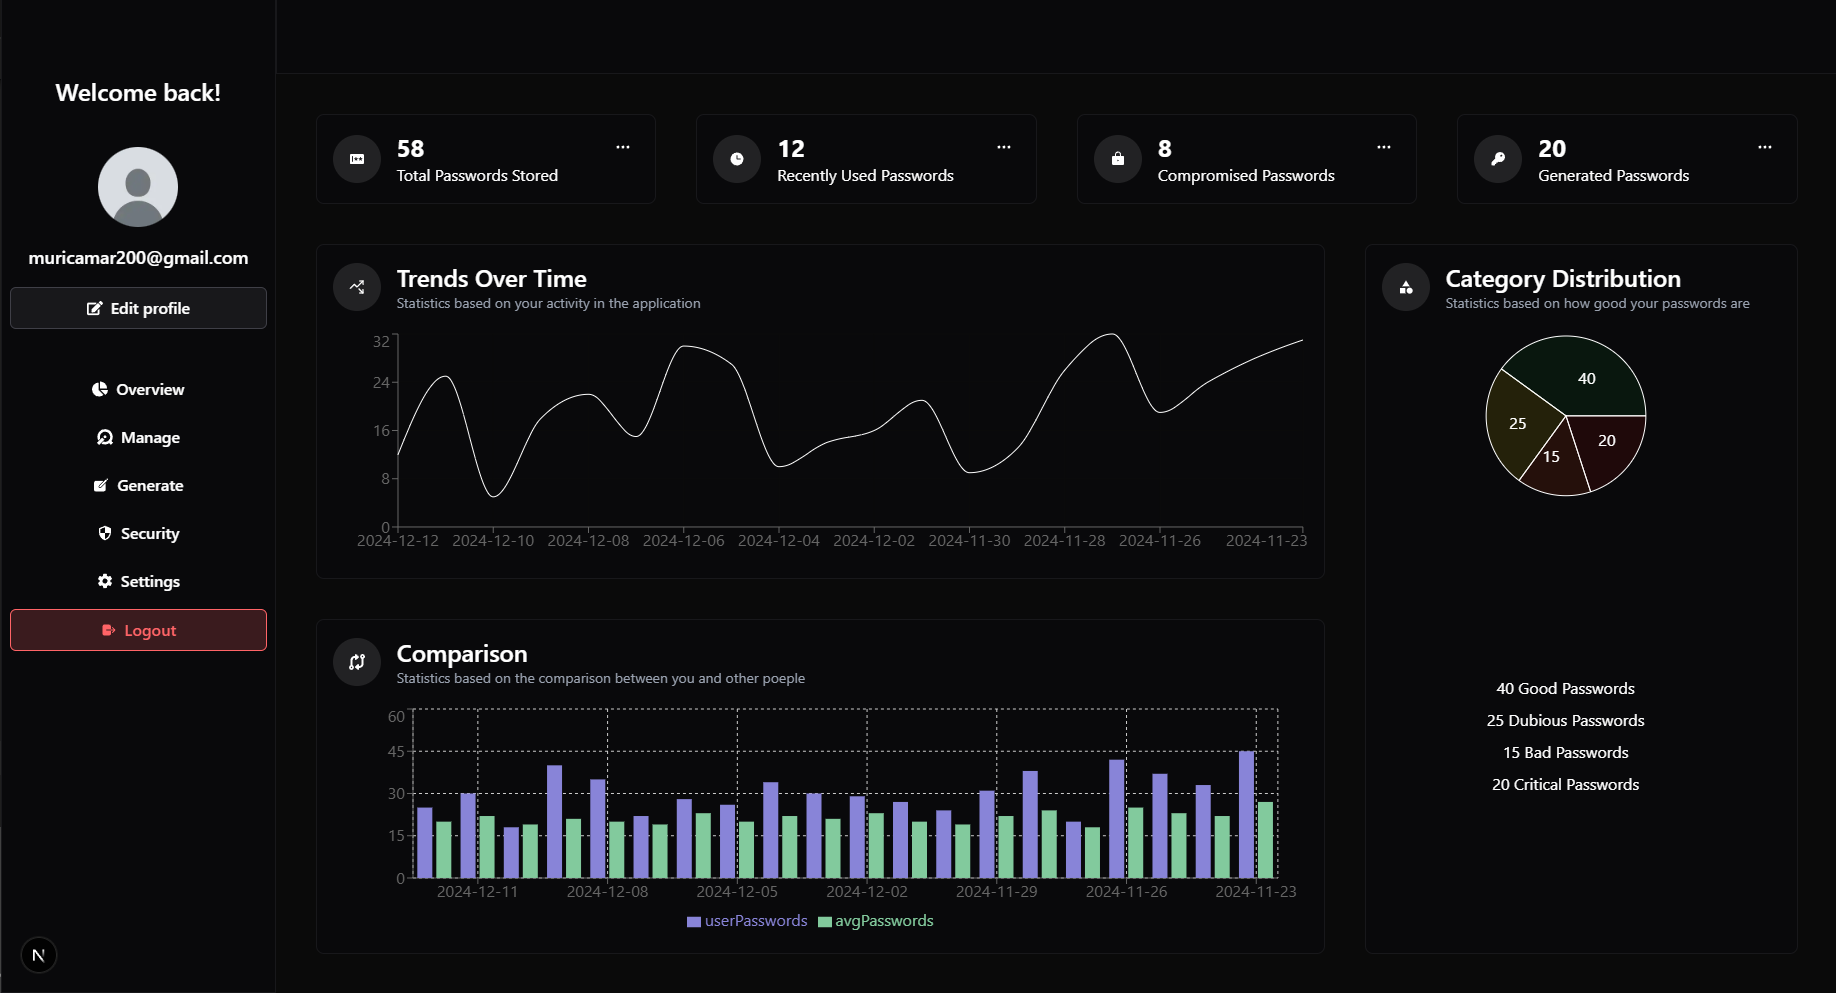 Welcome back!
muricamar200@gmail.com
Edit profile
Overview
Manage
Generate
Security
Settings
Logout
N
58
Total Passwords Stored
12
Recently Used Passwords
8
Compromised Passwords
20
Generated Passwords
Trends Over Time
Statistics based on your activity in the application
32
24
16
8
0
2024-12-12 2024-12-10 2024-12-08 2024-12-06 2024-12-04 2024-12-02 2024-11-30 2024-11-28 2024-11-26 2024-11-23
Comparison
Statistics based on the comparison between you and other poeple
60
45
30
15
0
2024-12-11 2024-12-08 2024-12-05 2024-12-02 2024-11-29 2024-11-26 2024-11-23
userPasswords avgPasswords
Category Distribution
Statistics based on how good your passwords are
40
25
20
15
40 Good Passwords
25 Dubious Passwords
15 Bad Passwords
20 Critical Passwords